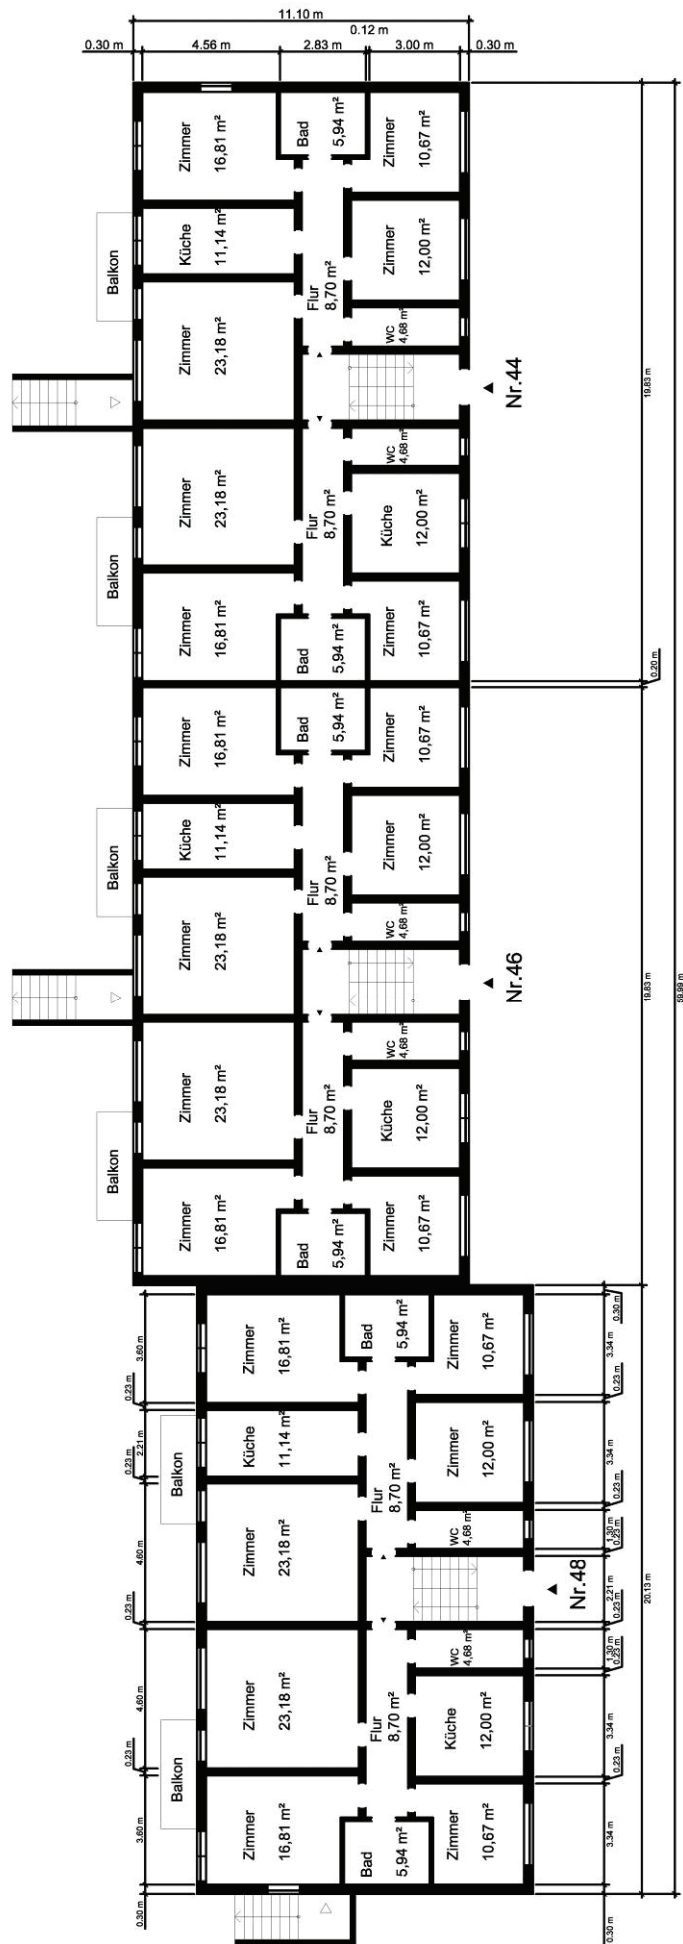 11.10 m
0.12 m
0.30 m
4.56 m
2.83 m
3.00 m
0.30 m
Zimmer
16,81 m²
Bad
5,94 m²
Zimmer
10,67 m²
Balkon
Küche
11,14 m²
Flur
8,70 m²
Zimmer
12,00 m²
Zimmer
23,18 m²
WC
4,68 m²
Nr.44
19.83 m
Zimmer
23,18 m²
WC
4,68 m²
Balkon
Flur
8,70 m²
Küche
12,00 m²
Zimmer
16,81 m²
Bad
5,94 m²
Zimmer
10,67 m²
0.20 m
Zimmer
16,81 m²
Bad
5,94 m²
Zimmer
10,67 m²
Balkon
Küche
11,14 m²
Flur
8,70 m²
Zimmer
12,00 m²
Zimmer
23,18 m²
WC
4,68 m²
Nr.46
19.83 m
59.99 m
Zimmer
23,18 m²
WC
4,68 m²
Balkon
Flur
8,70 m²
Küche
12,00 m²
Zimmer
16,81 m²
Bad
5,94 m²
Zimmer
10,67 m²
3.60 m
Zimmer
16,81 m²
Bad
5,94 m²
Zimmer
10,67 m²
0.30 m
3.34 m
0.23 m
0.23 m
2.21 m
Balkon
Küche
11,14 m²
Flur
8,70 m²
Zimmer
12,00 m²
3.34 m
0.23 m
0.23 m
4.60 m
Zimmer
23,18 m²
WC
4,68 m²
1.30 m
0.23 m
Nr.48
2.21 m
0.23 m
20.13 m
0.23 m
4.60 m
Zimmer
23,18 m²
WC
4,68 m²
1.30 m
0.23 m
Balkon
Flur
8,70 m²
Küche
12,00 m²
3.34 m
0.23 m
0.23 m
3.60 m
Zimmer
16,81 m²
Bad
5,94 m²
Zimmer
10,67 m²
3.34 m
0.30 m
0.30 m